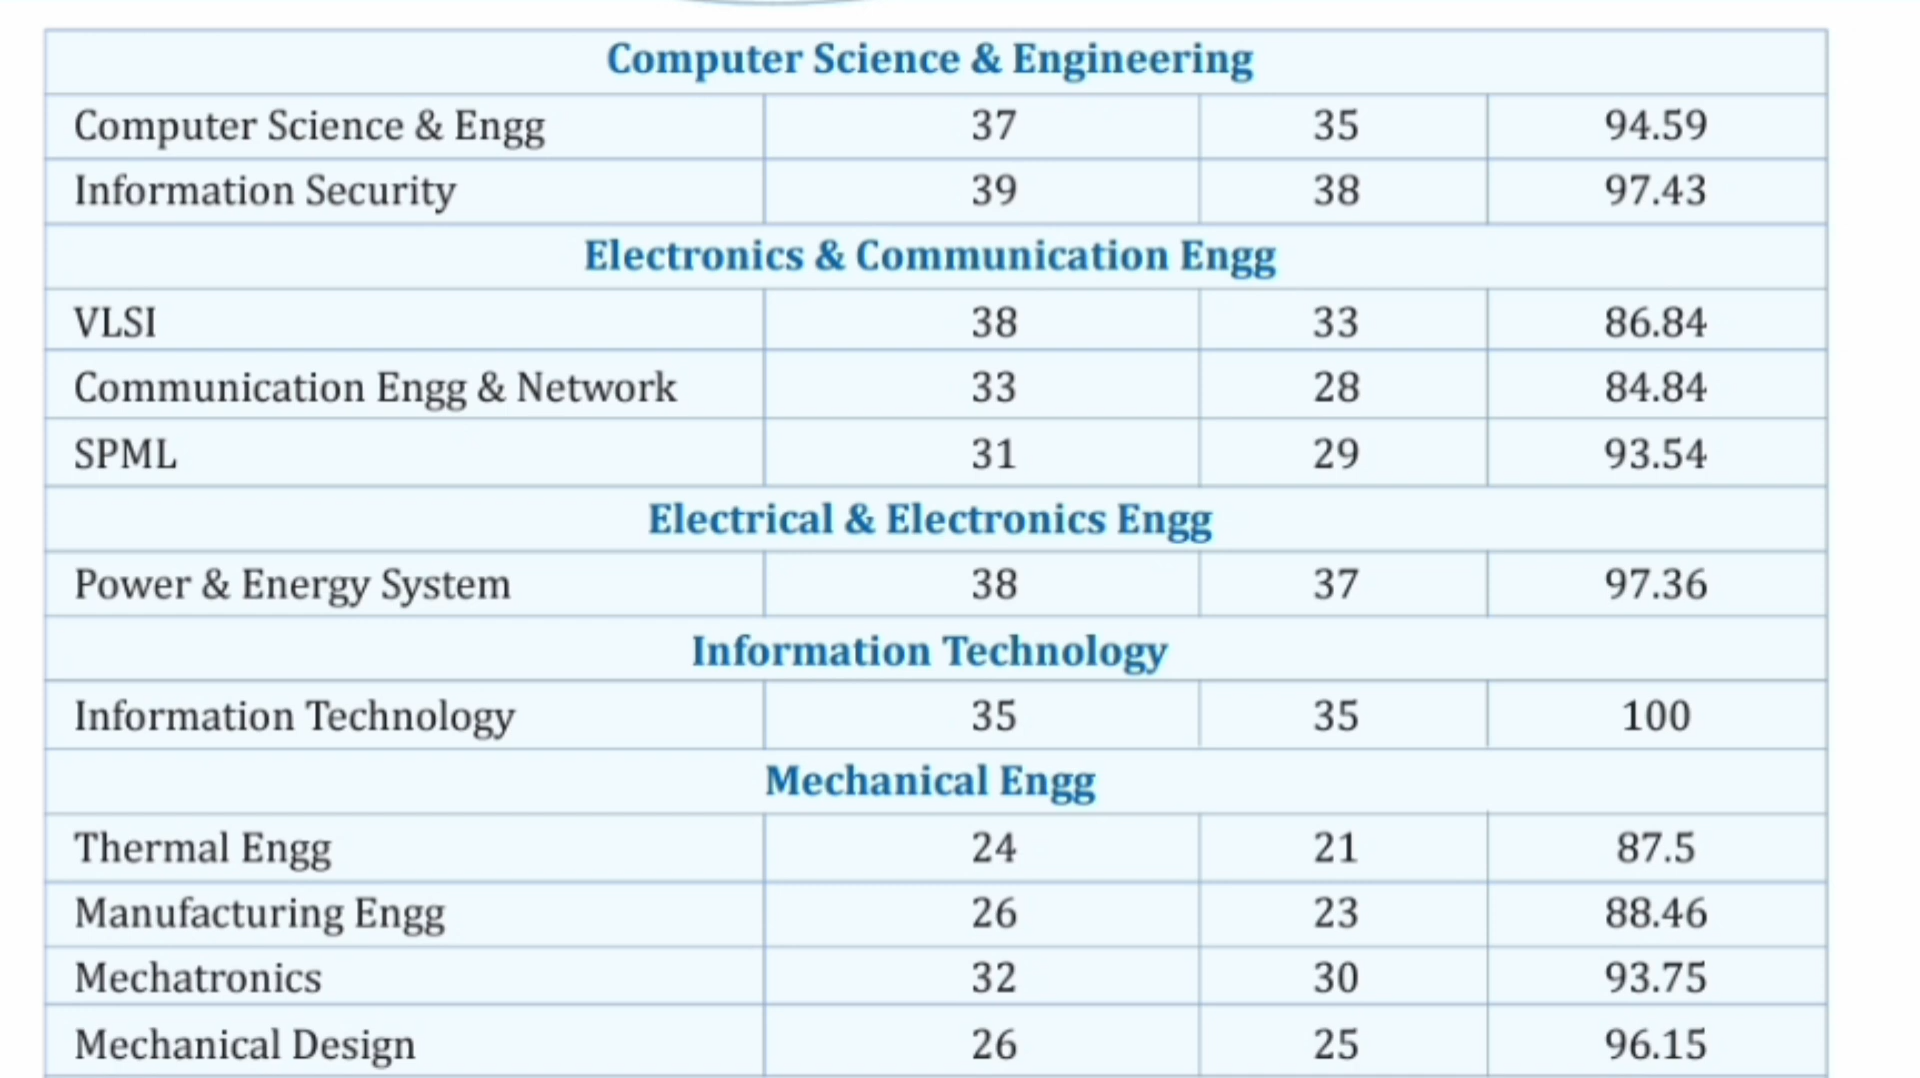 Computer Science & Engineering
Computer Science & Engg 37 35 94.59
Information Security 39 38 97.43
Electronics & Communication Engg
VLSI 38 33 86.84
Communication Engg & Network 33 28 84.84
SPML 31 29 93.54
Electrical & Electronics Engg
Power & Energy System 38 37 97.36
Information Technology
Information Technology 35 35 100
Mechanical Engg
Thermal Engg 24 21 87.5
Manufacturing Engg 26 23 88.46
Mechatronics 32 30 93.75
Mechanical Design 26 25 96.15